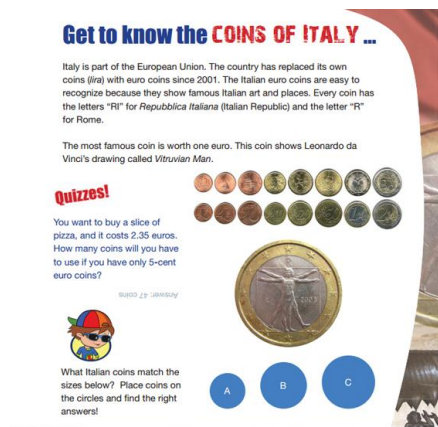 Get to know the COINS OF ITALY ...
Italy is part of the European Union. The country has replaced its own
coins (lira) with euro coins since 2001. The Italian euro coins are easy to
recognize because they show famous Italian art and places. Every coin has
the letters “RI” for Repubblica Italiana (Italian Republic) and the letter “R”
for Rome.
The most famous coin is worth one euro. This coin shows Leonardo da
Vinci’s drawing called Vitruvian Man.
Quizzes!
You want to buy a slice of
pizza, and it costs 2.35 euros.
How many coins will you have
to use if you have only 5-cent
euro coins?
Answer: 47 coins
What Italian coins match the
sizes below? Place coins on
the circles and find the right
answers!
A
B
C